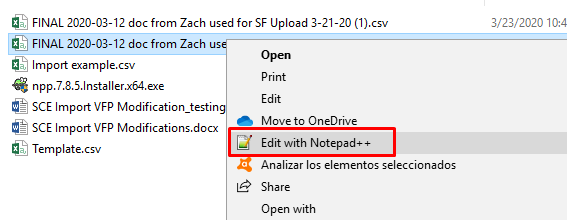 FINAL 2020-03-12 doc from Zach used for SF Upload 3-21-20 (1).csv 3/23/2020 10:4
FINAL 2020-03-12 doc from Zach use
Import example.csv
npp.7.8.5.Installer.x64.exe
SCE Import VFP Modification_testing
SCE Import VFP Modifications.docx
Template.csv
Open
Print
Edit
Move to OneDrive
Edit with Notepad++
Analizar los elementos seleccionados
Share
Open with